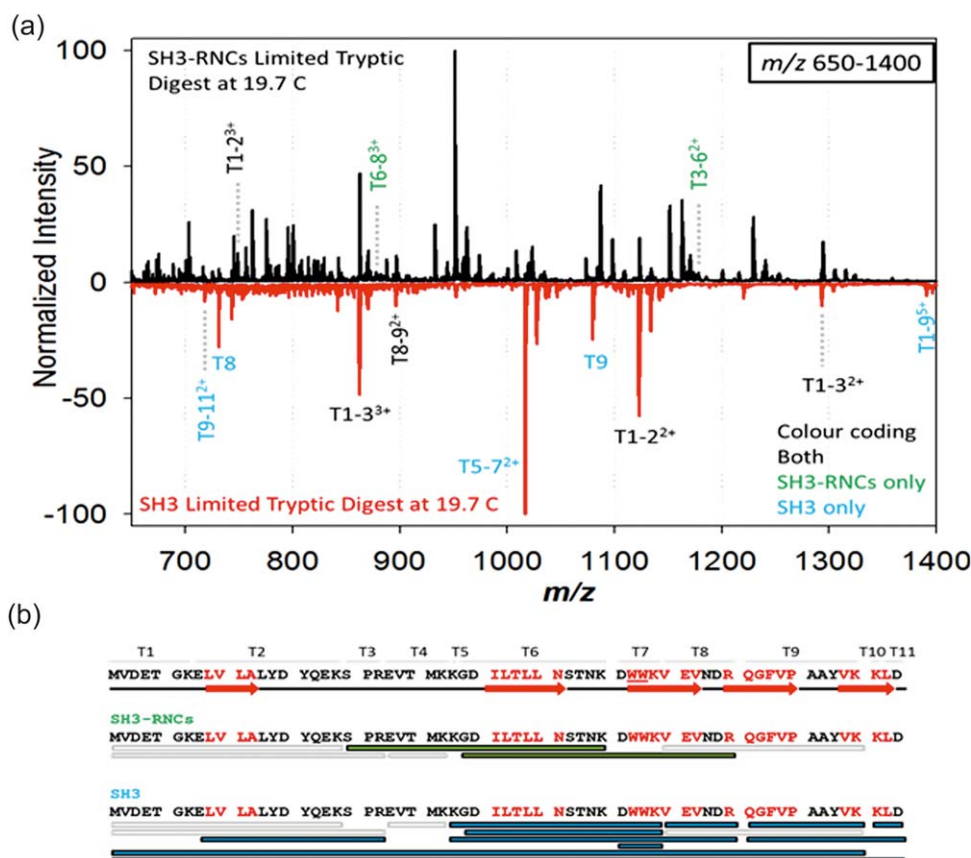 (a)
SH3-RNCs Limited Tryptic
Digest at 19.7 C
m/z 650-1400
Normalized Intensity
100
50
0
-50
-100
T1-2³⁺
T6-8³⁺
T3-6²⁺
T9-11²⁺
T8
T1-3³⁺
T8-9²⁺
T5-7²⁺
T9
T1-2²⁺
T1-3²⁺
T1-9⁵⁺
Colour coding
Both
SH3-RNCs only
SH3 only
SH3 Limited Tryptic Digest at 19.7 C
700 800 900 1000 1100 1200 1300 1400
m/z
(b)
T1 T2 T3 T4 T5 T6 T7 T8 T9 T10 T11
MVDET GKELV LALYD YQEKS PREVT MKKGD ILTLL NSTNK DWWKV EVNDR QGFVP AAYVK KLD
SH3-RNCs
MVDET GKELV LALYD YQEKS PREVT MKKGD ILTLL NSTNK DWWKV EVNDR QGFVP AAYVK KLD
SH3
MVDET GKELV LALYD YQEKS PREVT MKKGD ILTLL NSTNK DWWKV EVNDR QGFVP AAYVK KLD